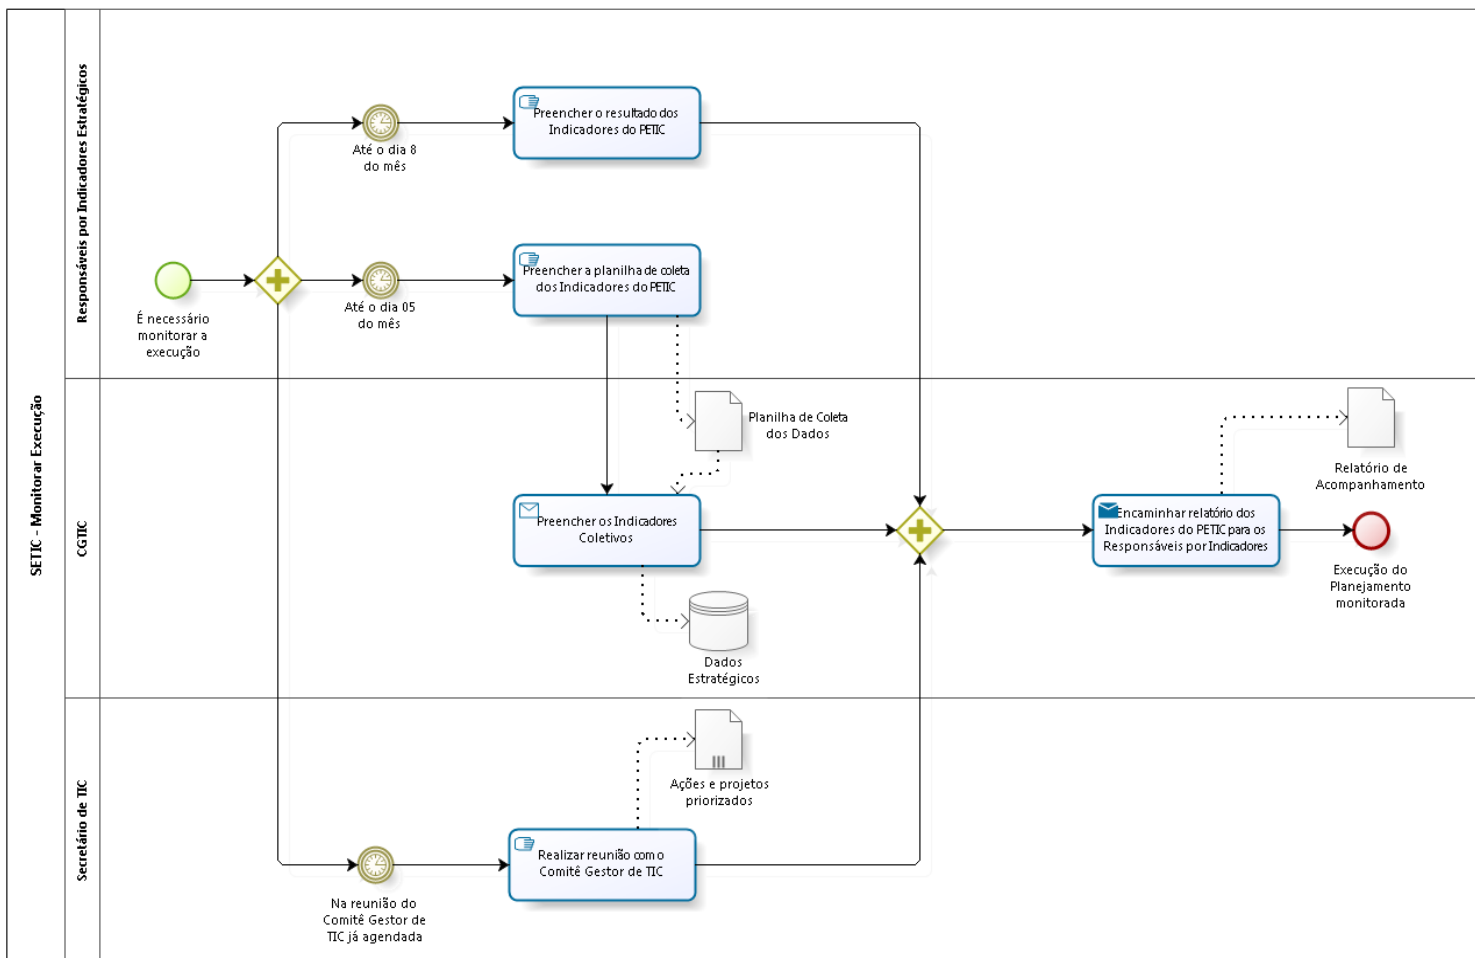 SETIC - Monitorar Execução
Responsáveis por Indicadores Estratégicos
É necessário
monitorar a
execução
Até o dia 8
do mês
Preencher o resultado dos
Indicadores do PETIC
Até o dia 05
do mês
Preencher a planilha de coleta
dos Indicadores do PETIC
CGTIC
Planilha de Coleta
dos Dados
Preencher os Indicadores
Coletivos
Dados
Estratégicos
Encaminhar relatório dos
Indicadores do PETIC para os
Responsáveis por Indicadores
Relatório de
Acompanhamento
Execução do
Planejamento
monitorada
Secretário de TIC
Na reunião do
Comitê Gestor de
TIC já agendada
Realizar reunião com o
Comitê Gestor de TIC
Ações e projetos
priorizados